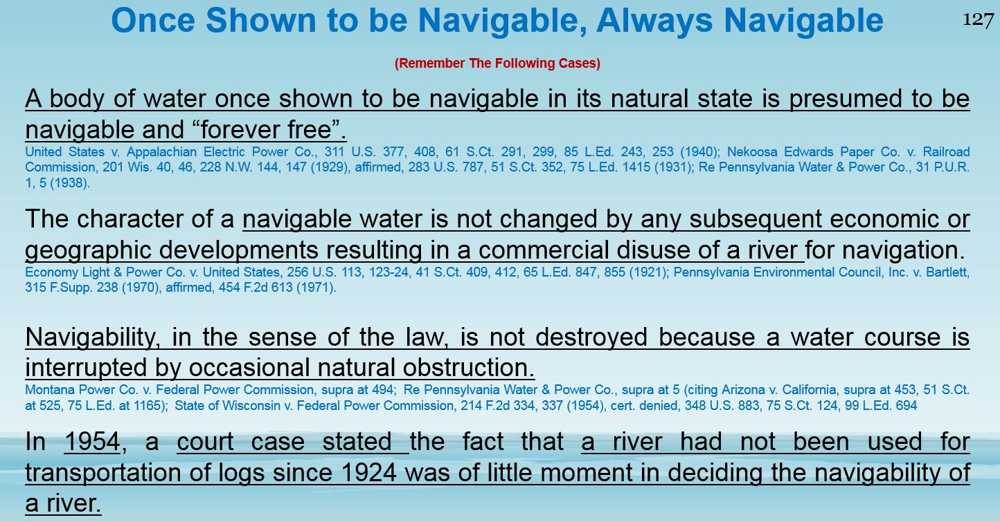 Once Shown to be Navigable, Always Navigable
127
(Remember The Following Cases)
A body of water once shown to be navigable in its natural state is presumed to be
navigable and “forever free”.
United States v. Appalachian Electric Power Co., 311 U.S. 377, 408, 61 S.Ct. 291, 299, 85 L.Ed. 243, 253 (1940); Nekoosa Edwards Paper Co. v. Railroad
Commission, 201 Wis. 40, 46, 228 N.W. 144, 147 (1929), affirmed, 283 U.S. 787, 51 S.Ct. 352, 75 L.Ed. 1415 (1931); Re Pennsylvania Water & Power Co., 31 P.U.R.
1, 5 (1938).
The character of a navigable water is not changed by any subsequent economic or
geographic developments resulting in a commercial disuse of a river for navigation.
Economy Light & Power Co. v. United States, 256 U.S. 113, 123-24, 41 S.Ct. 409, 412, 65 L.Ed. 847, 855 (1921); Pennsylvania Environmental Council, Inc. v. Bartlett,
315 F.Supp. 238 (1970), affirmed, 454 F.2d 613 (1971).
Navigability, in the sense of the law, is not destroyed because a water course is
interrupted by occasional natural obstruction.
Montana Power Co. v. Federal Power Commission, supra at 494; Re Pennsylvania Water & Power Co., supra at 5 (citing Arizona v. California, supra at 453, 51 S.Ct.
at 525, 75 L.Ed. at 1165); State of Wisconsin v. Federal Power Commission, 214 F.2d 334, 337 (1954), cert. denied, 348 U.S. 883, 75 S.Ct. 124, 99 L.Ed. 694
In 1954, a court case stated the fact that a river had not been used for
transportation of logs since 1924 was of little moment in deciding the navigability of
a river.